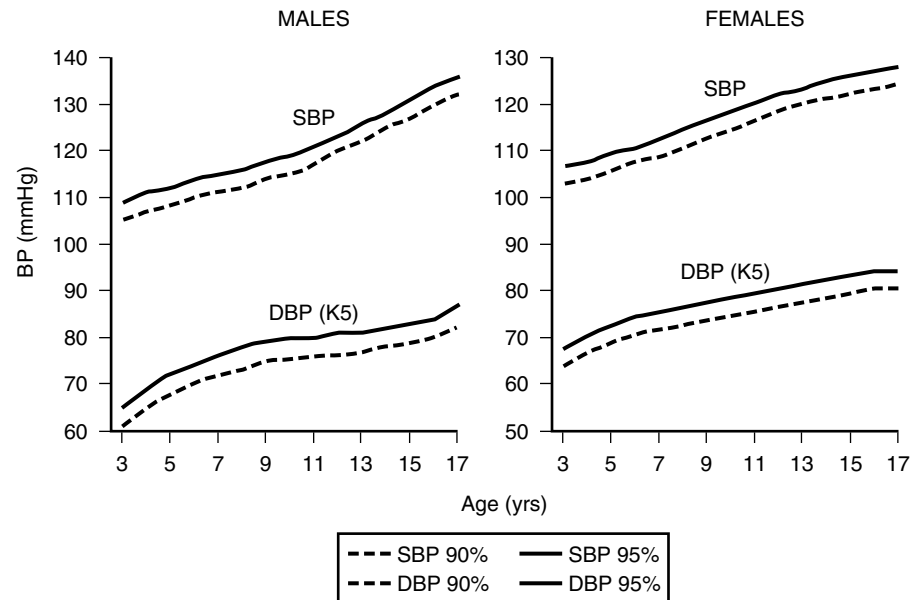 MALES
FEMALES
BP (mmHg)
140
130
120
110
100
90
80
70
60
SBP
DBP (K5)
3 5 7 9 11 13 15 17
130
120
110
100
90
80
70
60
50
SBP
DBP (K5)
3 5 7 9 11 13 15 17
Age (yrs)
SBP 90% SBP 95%
DBP 90% DBP 95%